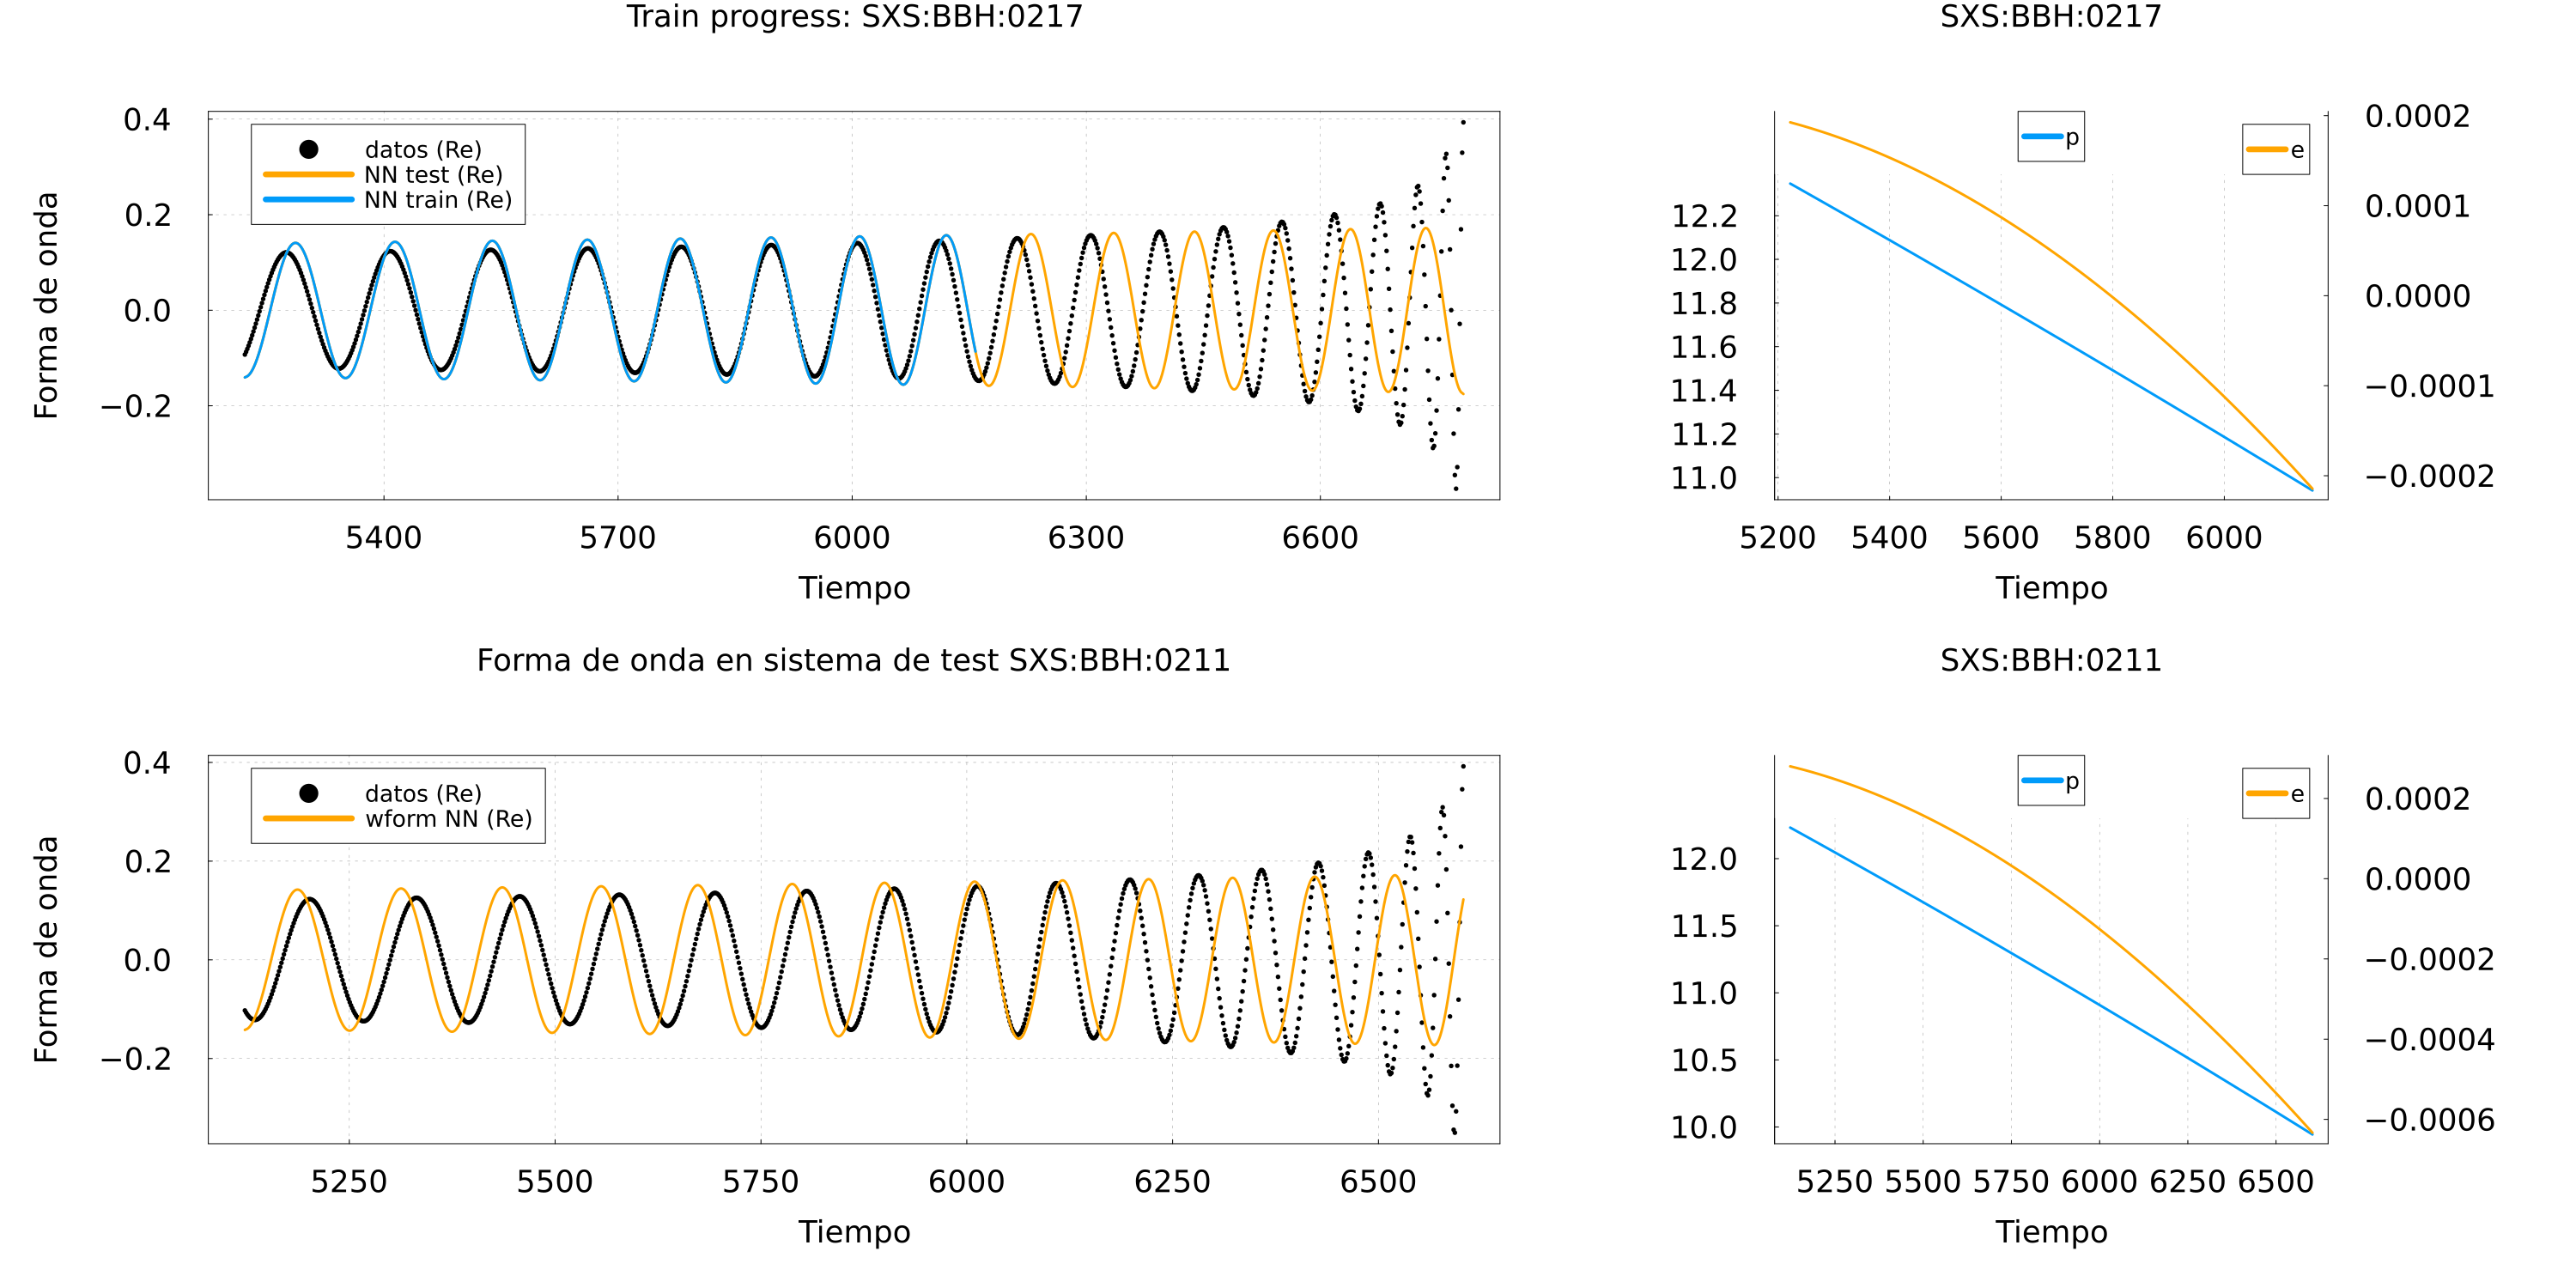 Train progress: SXS:BBH:0217
SXS:BBH:0217
0.4
0.2
0.0
−0.2
Forma de onda
datos (Re)
NN test (Re)
NN train (Re)
5400 5700 6000 6300 6600
Tiempo
12.2
12.0
11.8
11.6
11.4
11.2
11.0
p
e
0.0002
0.0001
0.0000
−0.0001
−0.0002
5200 5400 5600 5800 6000
Tiempo
Forma de onda en sistema de test SXS:BBH:0211
SXS:BBH:0211
0.4
0.2
0.0
−0.2
Forma de onda
datos (Re)
wform NN (Re)
5250 5500 5750 6000 6250 6500
Tiempo
12.0
11.5
11.0
10.5
10.0
p
e
0.0002
0.0000
−0.0002
−0.0004
−0.0006
5250 5500 5750 6000 6250 6500
Tiempo